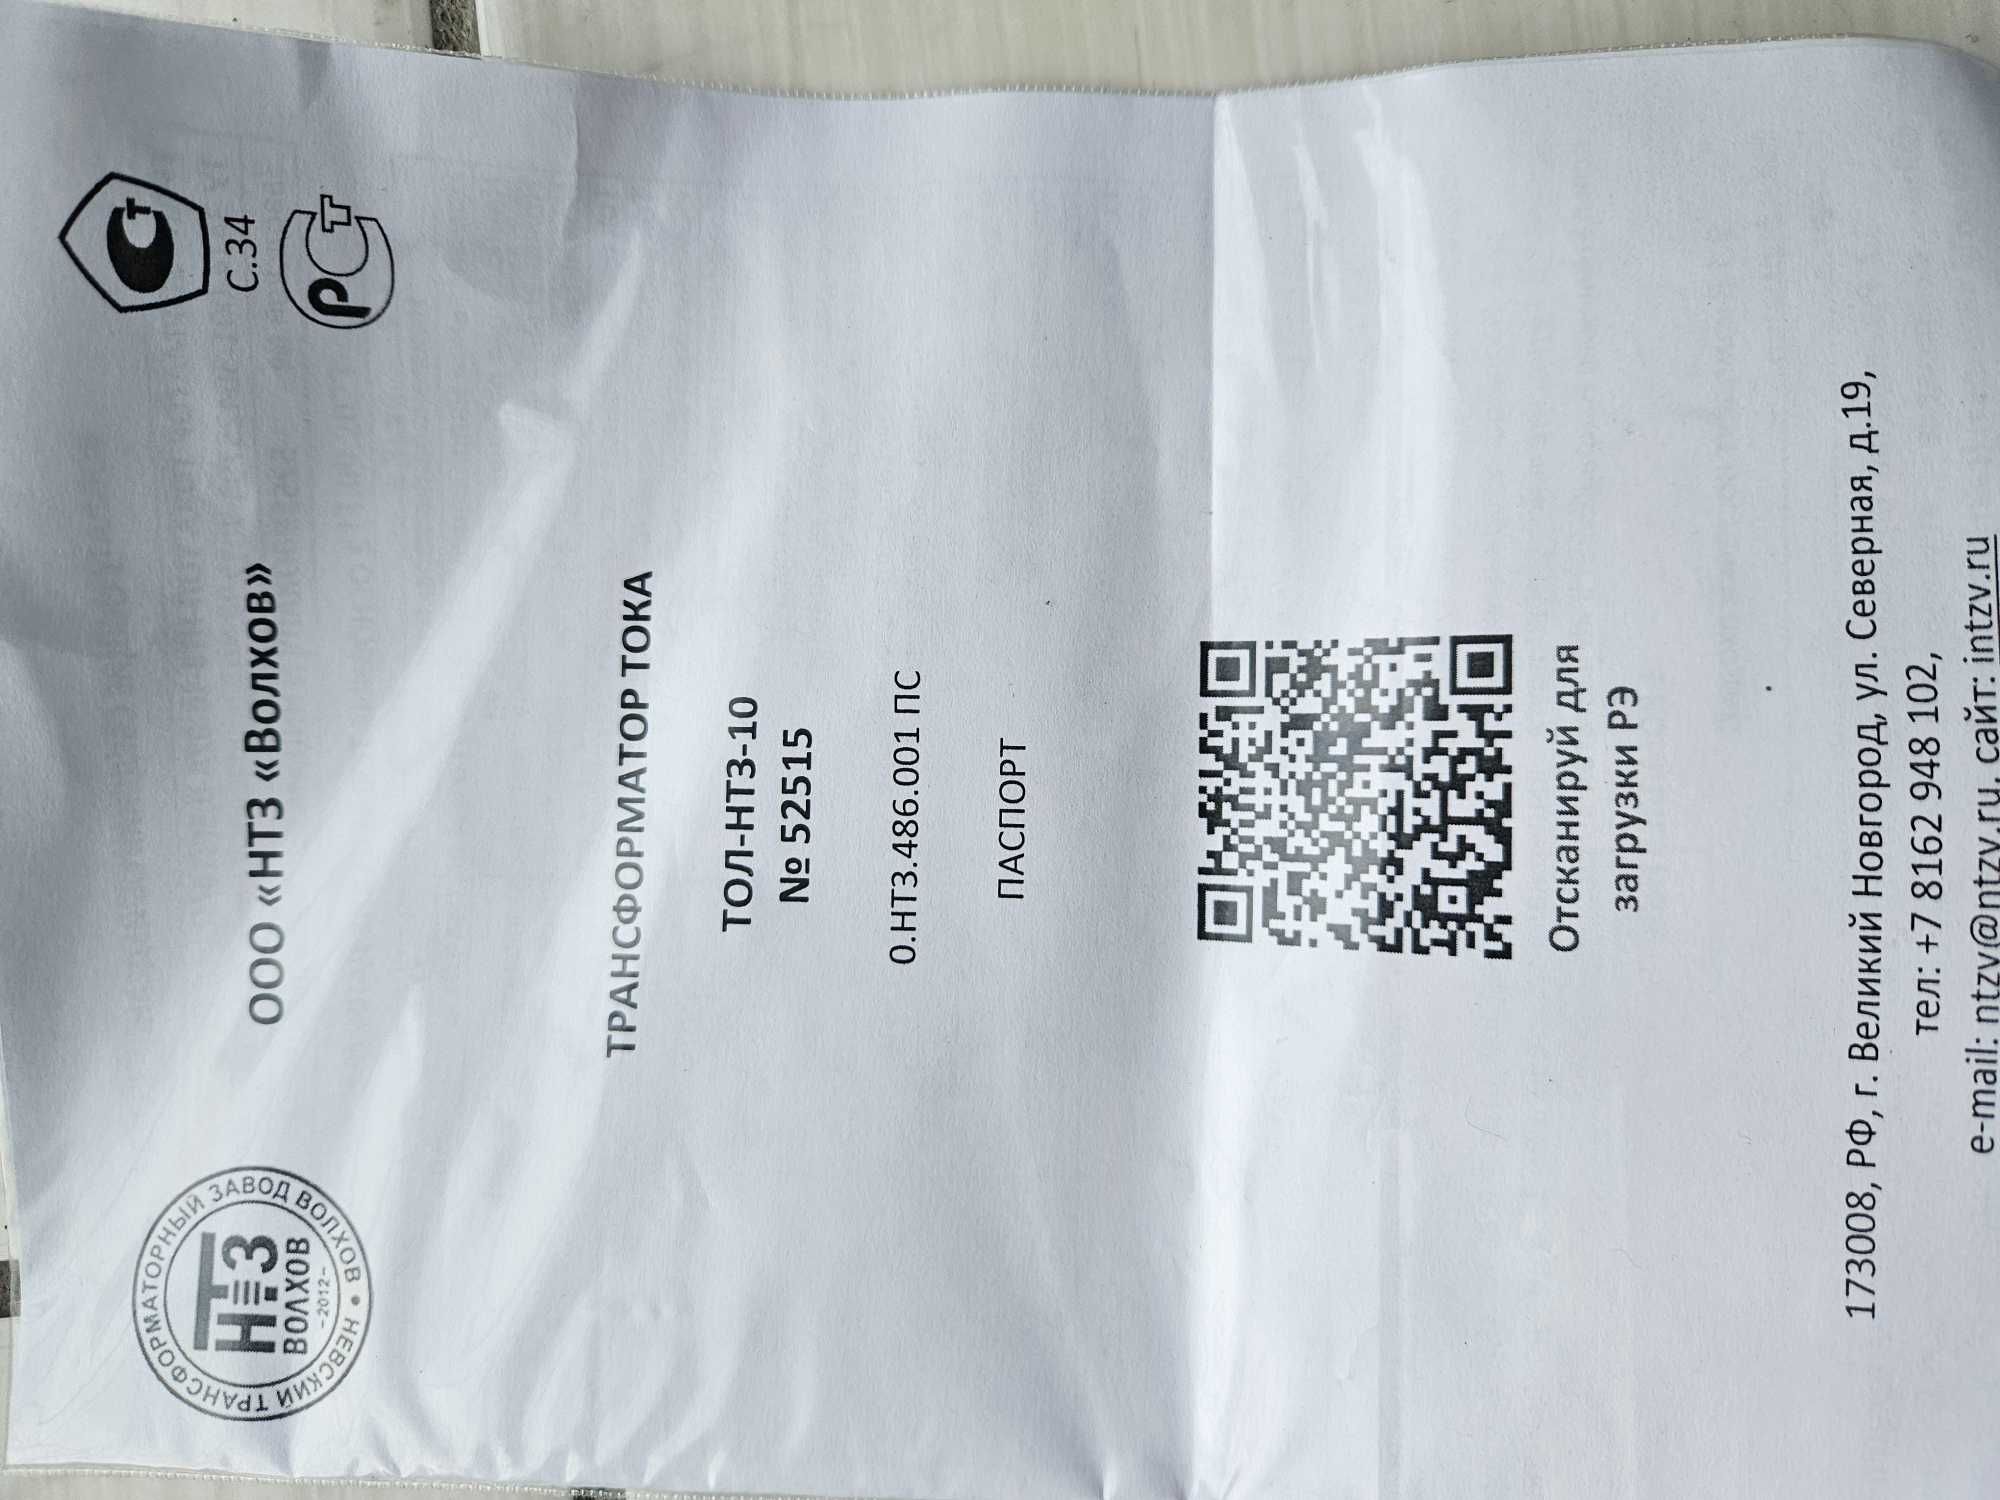 НЕВСКИЙ ТРАНСФОРМАТОРНЫЙ ЗАВОД ВОЛХОВ •
НТЗ
ВОЛХОВ
-2012-
ООО «НТЗ «Волхов»
Ст
С.34
РСт
ТРАНСФОРМАТОР ТОКА
ТОЛ-НТЗ-10
№ 52515
0.НТЗ.486.001 ПС
ПАСПОРТ
Отсканируй для
загрузки РЭ
173008, РФ, г. Великий Новгород, ул. Северная, д.19,
тел: +7 8162 948 102,
e-mail: ntzv@ntzv.ru, сайт: intzv.ru